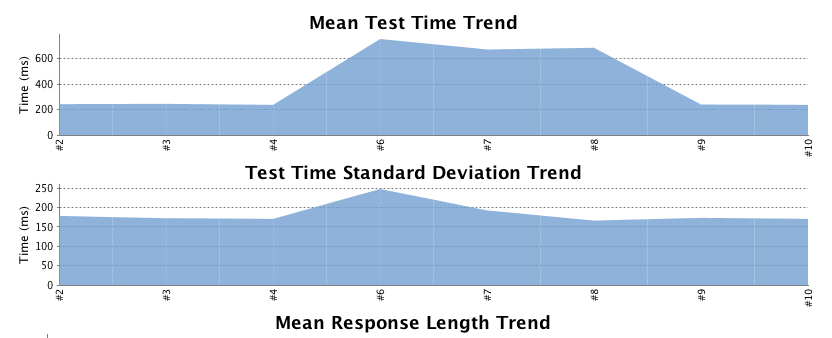 Mean Test Time Trend
Time (ms)
600
400
200
0
#2 #3 #4 #6 #7 #8 #9 #10
Test Time Standard Deviation Trend
Time (ms)
250
200
150
100
50
0
#2 #3 #4 #6 #7 #8 #9 #10
Mean Response Length Trend